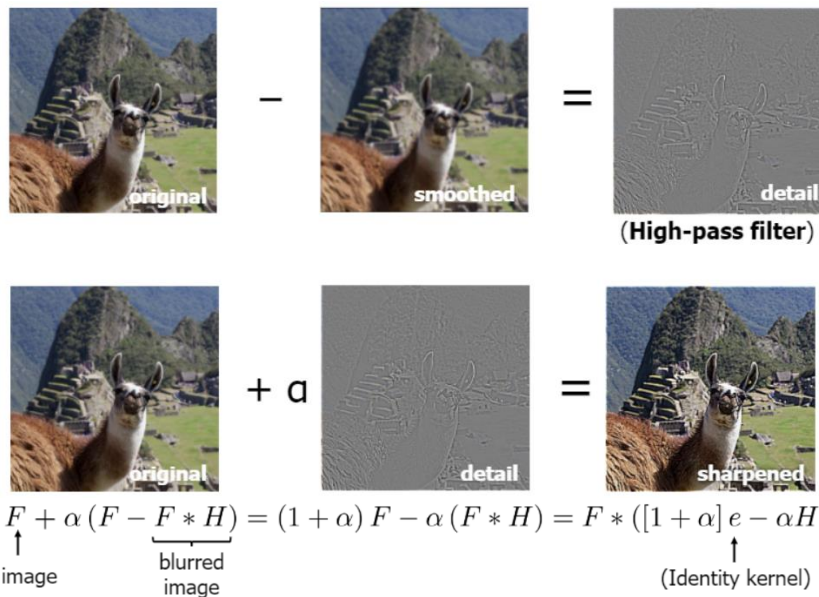 −
=
original
smoothed
detail
(High-pass filter)
+ α
=
original
detail
sharpened
F + α (F − F ∗ H) = (1 + α) F − α (F ∗ H) = F ∗ ([1 + α] e − αH
image
blurred
image
(Identity kernel)